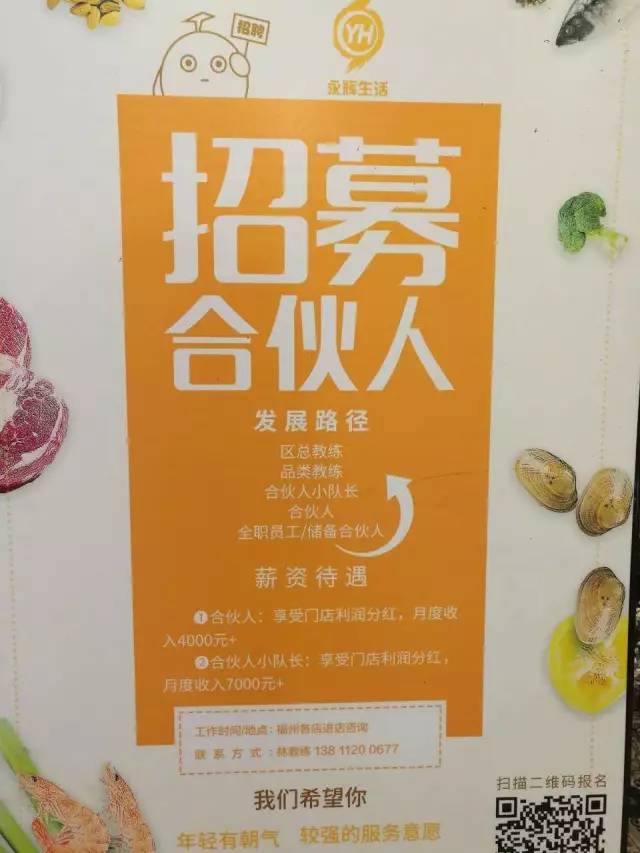 招聘
YH
永辉生活
招募
合伙人
发展路径
区总教练
品类教练
合伙人小队长
合伙人
全职员工/储备合伙人
薪资待遇
❶合伙人：享受门店利润分红，月度收
入4000元+
❷合伙人小队长：享受门店利润分红，
月度收入7000元+
工作时间/地点：福州各店进店咨询
联系方式：林教练 138 1120 0677
我们希望你
扫描二维码报名
年轻有朝气 较强的服务意愿